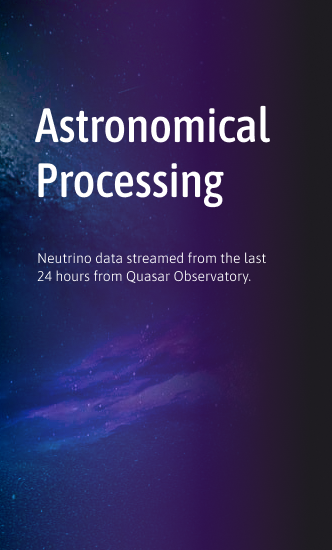 Astronomical
Processing
Neutrino data streamed from the last
24 hours from Quasar Observatory.